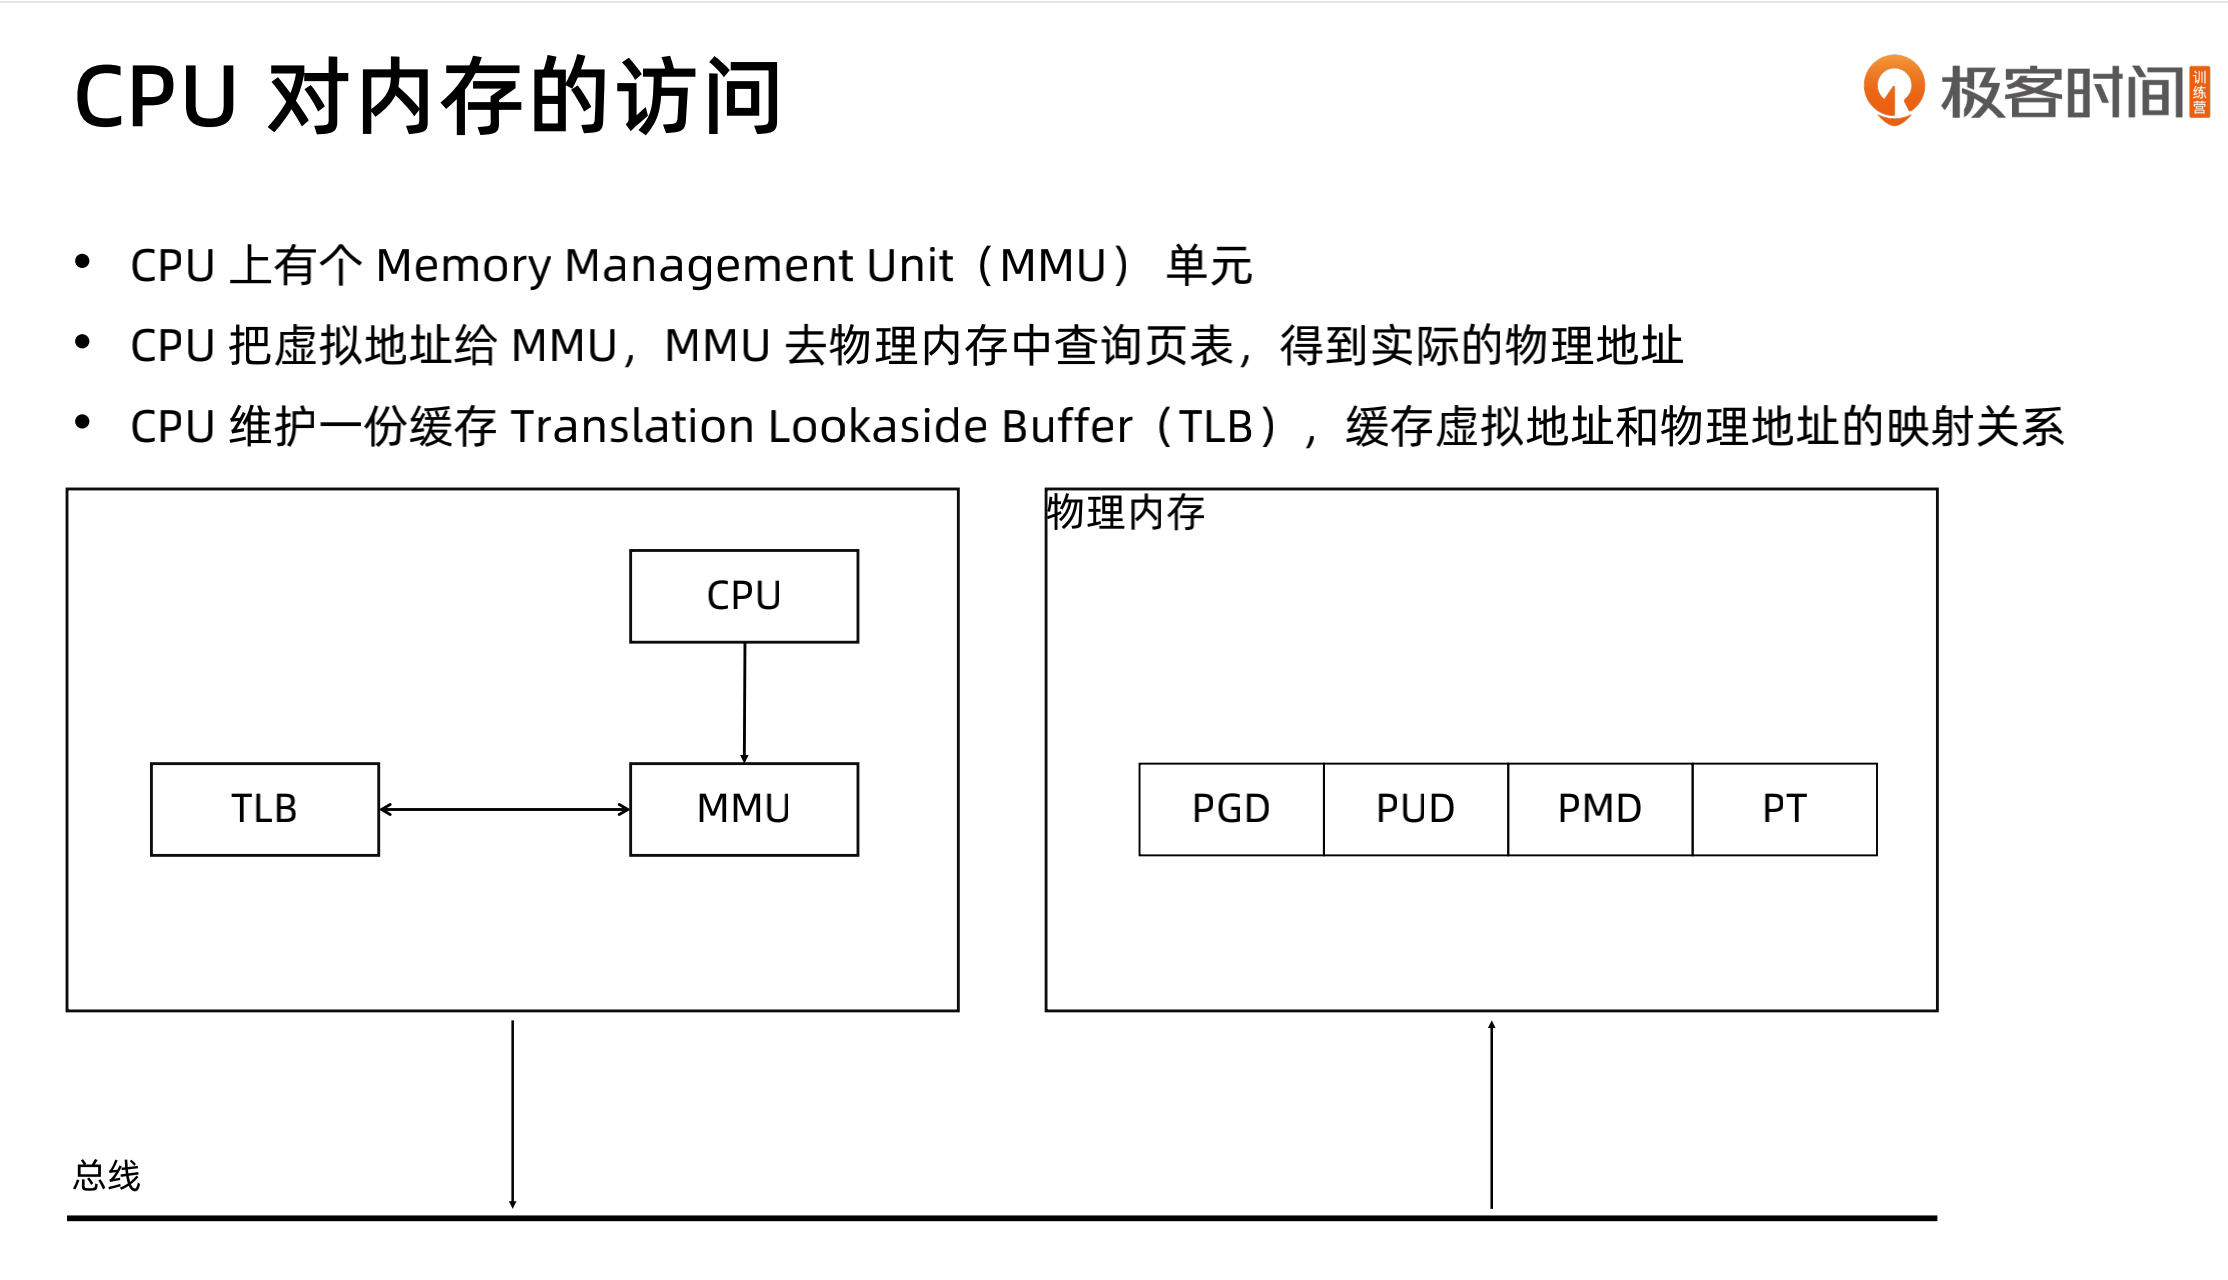 CPU 对内存的访问
极客时间 训练营
• CPU 上有个 Memory Management Unit（MMU） 单元
• CPU 把虚拟地址给 MMU，MMU 去物理内存中查询页表，得到实际的物理地址
• CPU 维护一份缓存 Translation Lookaside Buffer（TLB），缓存虚拟地址和物理地址的映射关系
物理内存
CPU
TLB
MMU
PGD
PUD
PMD
PT
总线